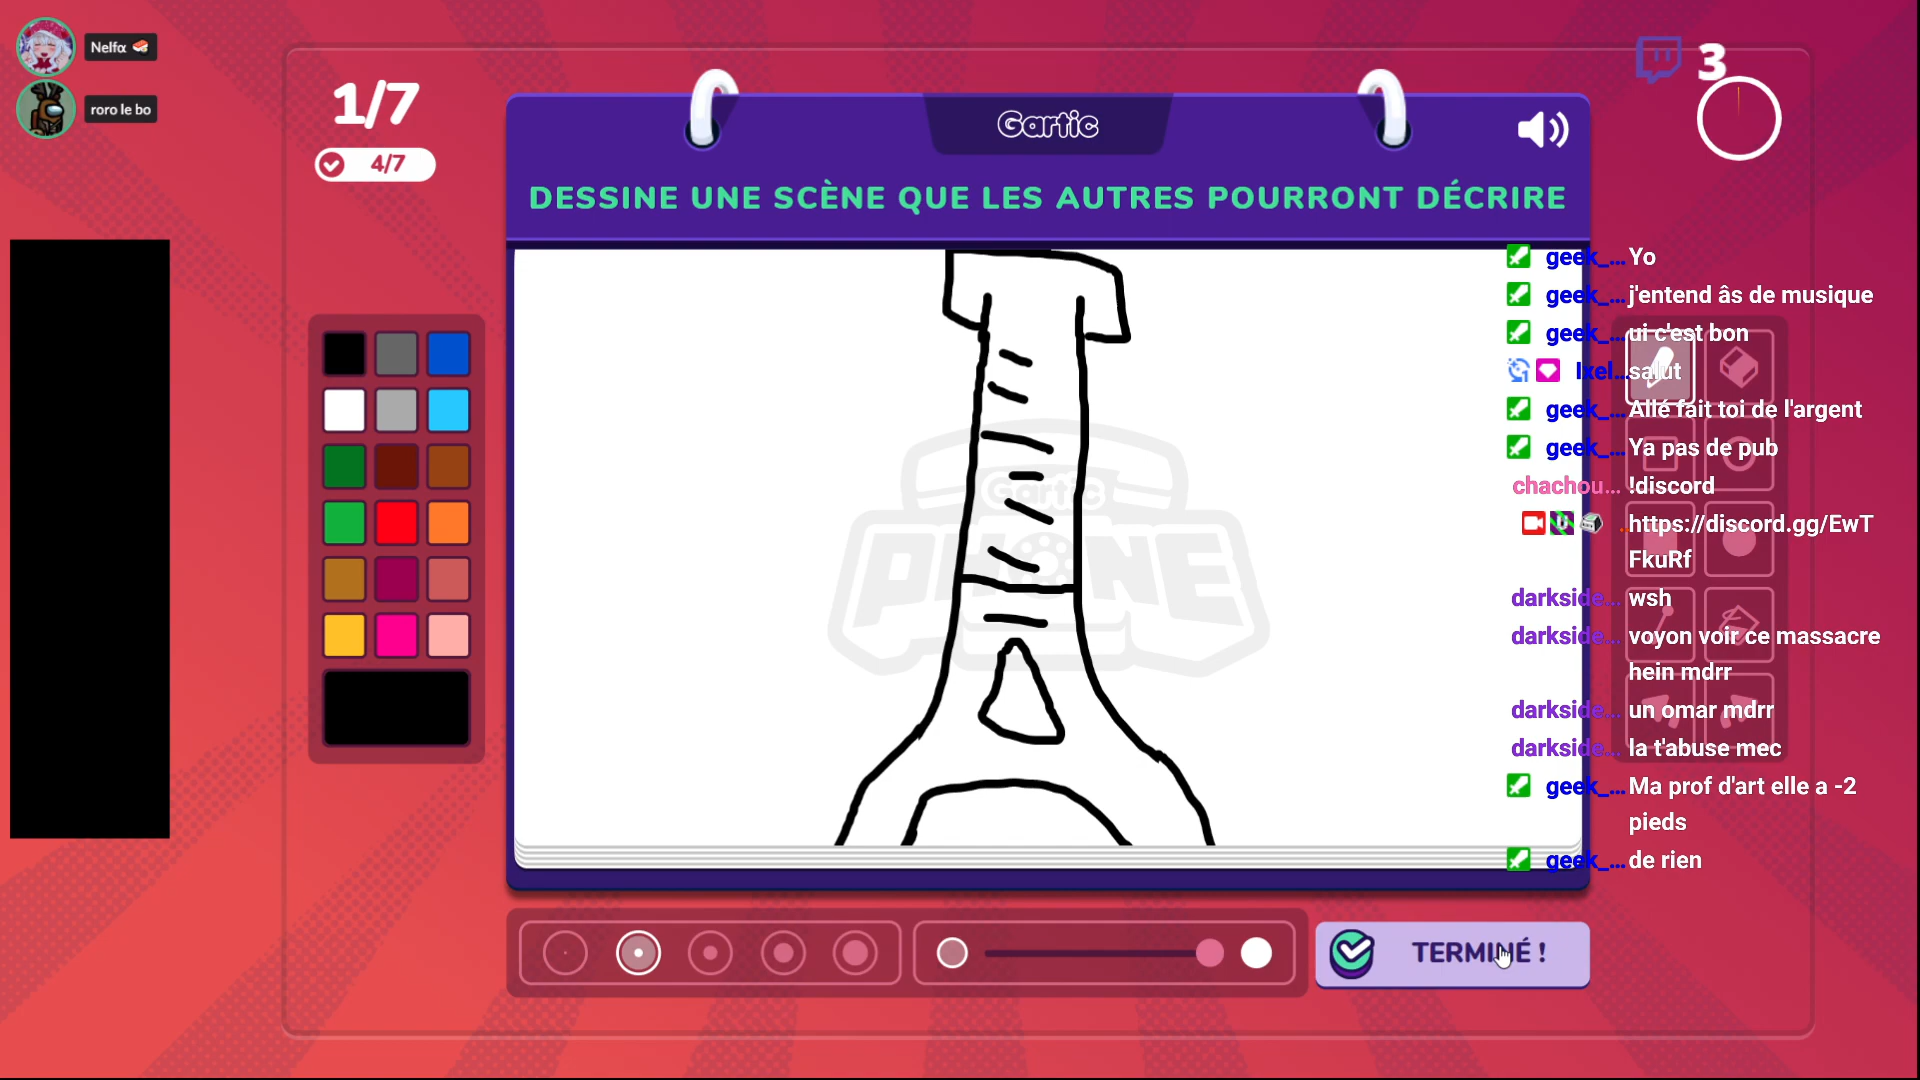 Nelfα
roro le bo
1/7
4/7
Gartic
3
DESSINE UNE SCÈNE QUE LES AUTRES POURRONT DÉCRIRE
Gartic
PHONE
geek_... Yo
geek_... j'entend âs de musique
geek_... ui c'est bon
Ixel... salut
geek_... Allé fait toi de l'argent
geek_... Ya pas de pub
chachou... !discord
https://discord.gg/EwT
FkuRf
darkside... wsh
darkside... voyon voir ce massacre
hein mdrr
darkside... un omar mdrr
darkside... la t'abuse mec
geek_... Ma prof d'art elle a -2
pieds
geek_... de rien
TERMINÉ !